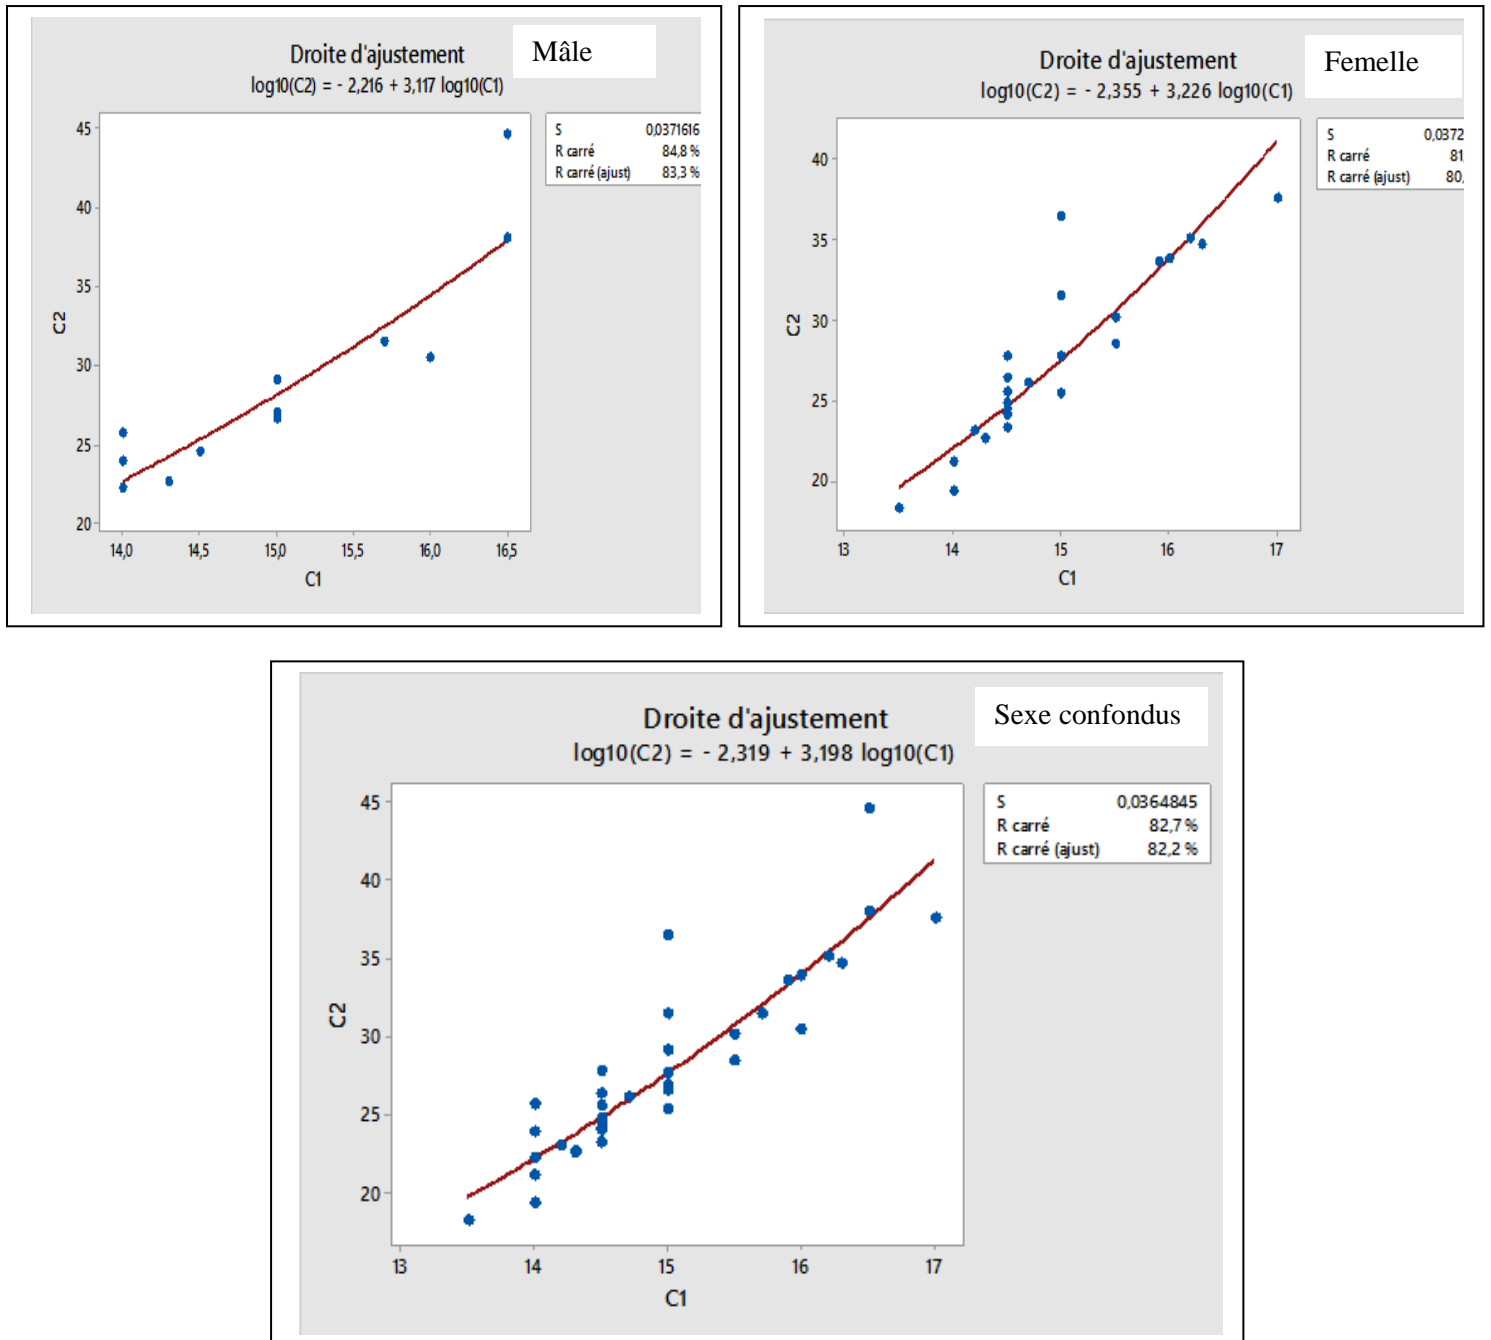 Droite d'ajustement
Mâle
log10(C2) = - 2,216 + 3,117 log10(C1)
S 0,0371616
R carré 84,8 %
R carré (ajust) 83,3 %
45
40
35
30
25
20
C2
14,0 14,5 15,0 15,5 16,0 16,5
C1
Droite d'ajustement
Femelle
log10(C2) = - 2,355 + 3,226 log10(C1)
S 0,0372
R carré 81,
R carré (ajust) 80,
40
35
30
25
20
C2
13 14 15 16 17
C1
Droite d'ajustement
Sexe confondus
log10(C2) = - 2,319 + 3,198 log10(C1)
S 0,0364845
R carré 82,7 %
R carré (ajust) 82,2 %
45
40
35
30
25
20
C2
13 14 15 16 17
C1